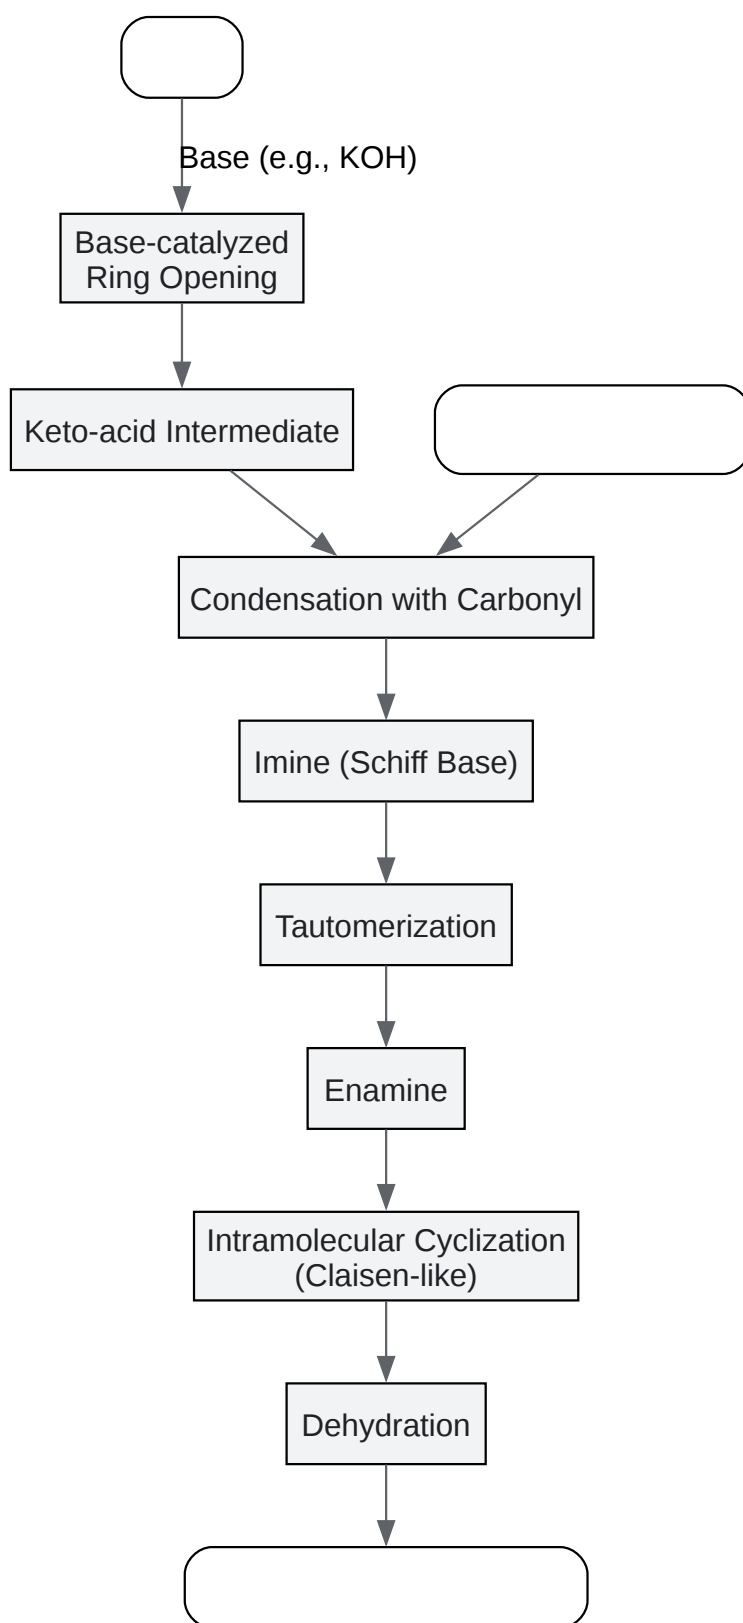 Base (e.g., KOH)
Base-catalyzed
Ring Opening
Keto-acid Intermediate
Condensation with Carbonyl
Imine (Schiff Base)
Tautomerization
Enamine
Intramolecular Cyclization
(Claisen-like)
Dehydration